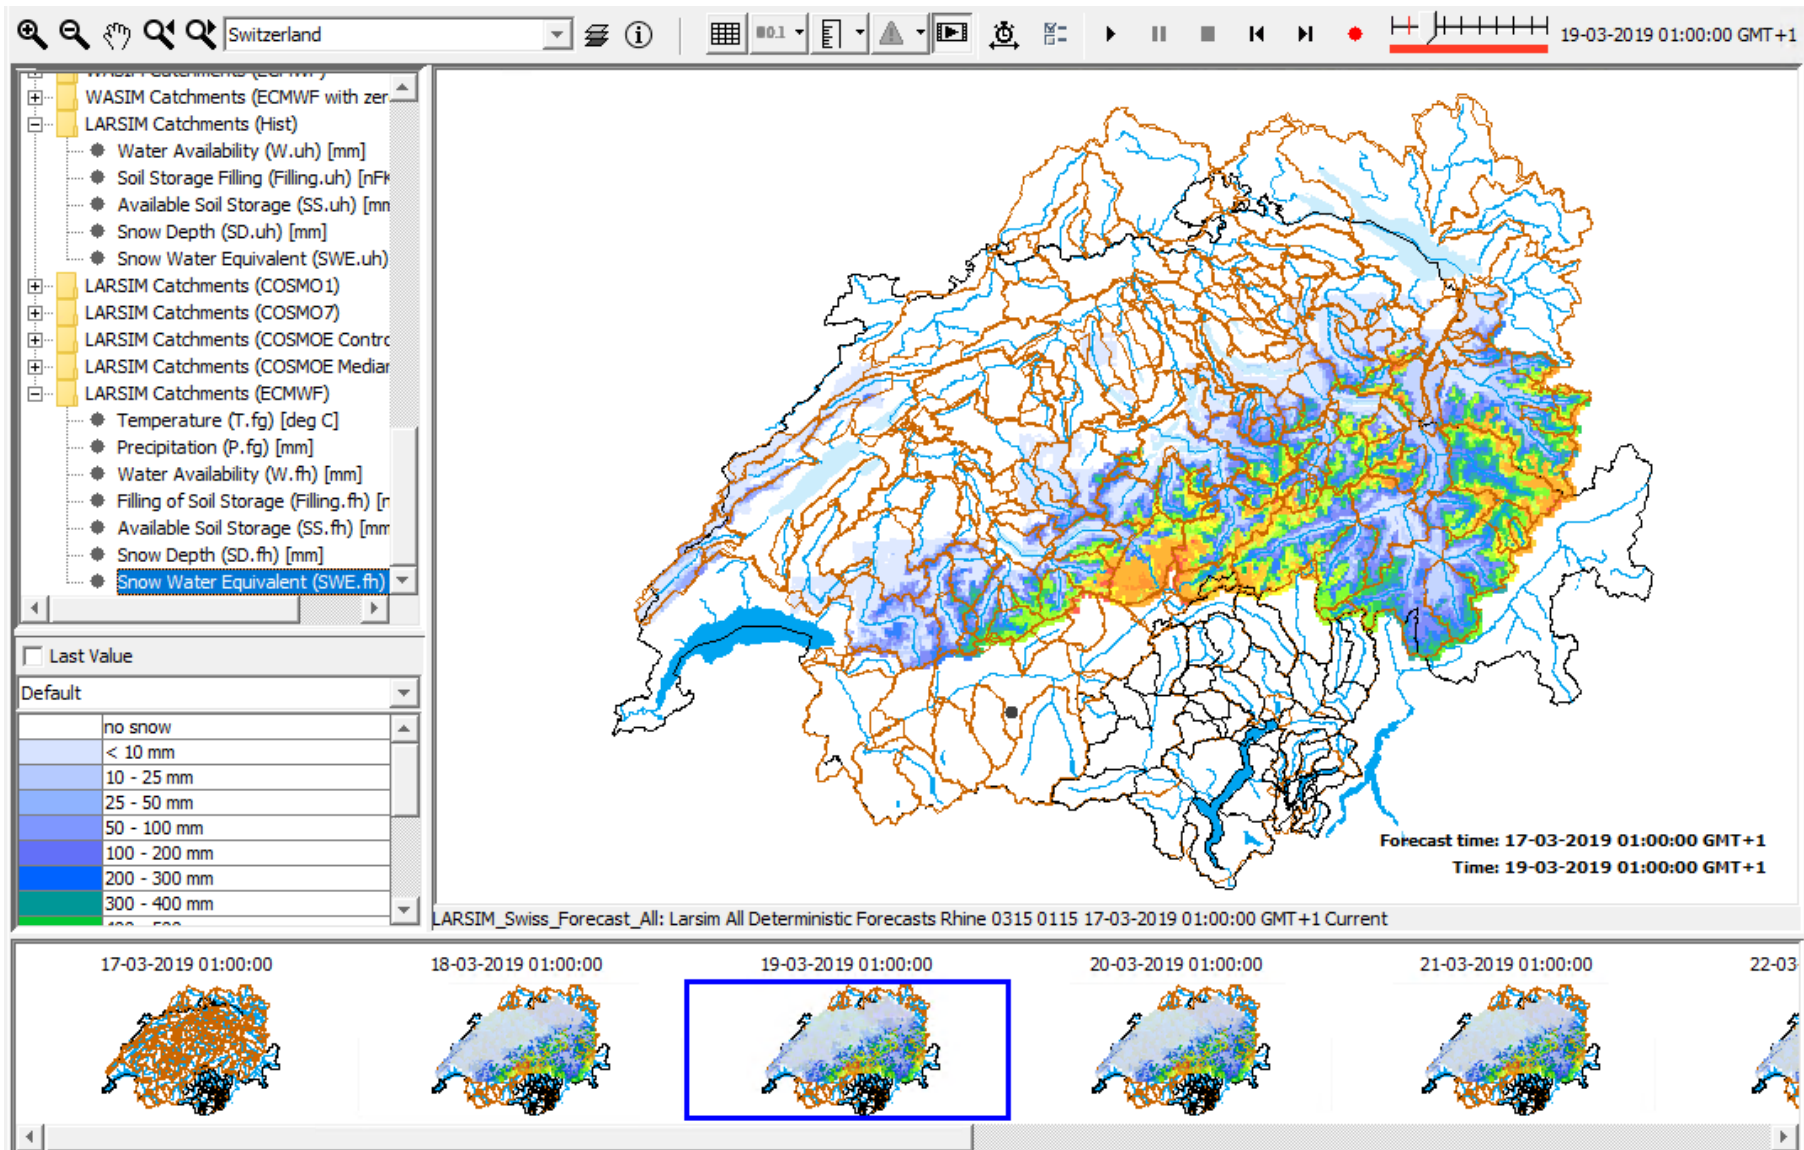 Switzerland
0.1
19-03-2019 01:00:00 GMT+1
WASIM Catchments (ECMWF)
WASIM Catchments (ECMWF with zer
LARSIM Catchments (Hist)
Water Availability (W.uh) [mm]
Soil Storage Filling (Filling.uh) [nFK
Available Soil Storage (SS.uh) [mm
Snow Depth (SD.uh) [mm]
Snow Water Equivalent (SWE.uh)
LARSIM Catchments (COSMO1)
LARSIM Catchments (COSMO7)
LARSIM Catchments (COSMOE Contro
LARSIM Catchments (COSMOE Median
LARSIM Catchments (ECMWF)
Temperature (T.fg) [deg C]
Precipitation (P.fg) [mm]
Water Availability (W.fh) [mm]
Filling of Soil Storage (Filling.fh) [n
Available Soil Storage (SS.fh) [mm
Snow Depth (SD.fh) [mm]
Snow Water Equivalent (SWE.fh)
Last Value
Default
no snow
< 10 mm
10 - 25 mm
25 - 50 mm
50 - 100 mm
100 - 200 mm
200 - 300 mm
300 - 400 mm
Forecast time: 17-03-2019 01:00:00 GMT+1
Time: 19-03-2019 01:00:00 GMT+1
LARSIM_Swiss_Forecast_All: Larsim All Deterministic Forecasts Rhine 0315 0115 17-03-2019 01:00:00 GMT+1 Current
17-03-2019 01:00:00
18-03-2019 01:00:00
19-03-2019 01:00:00
20-03-2019 01:00:00
21-03-2019 01:00:00
22-03-